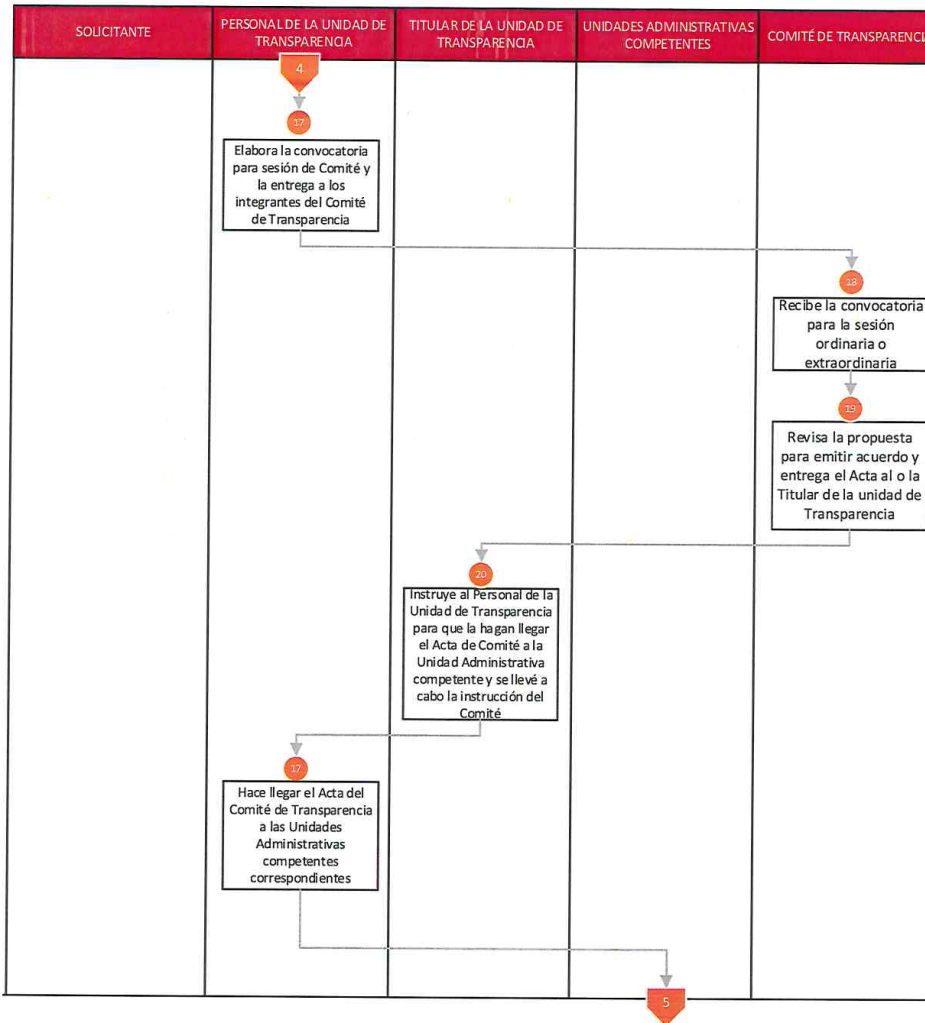 SOLICITANTE
PERSONAL DE LA UNIDAD DE
TRANSPARENCIA
TITULAR DE LA UNIDAD DE
TRANSPARENCIA
UNIDADES ADMINISTRATIVAS
COMPETENTES
COMITÉ DE TRANSPARENCIA
4
17
Elabora la convocatoria
para sesión de Comité y
la entrega a los
integrantes del Comité
de Transparencia
18
Recibe la convocatoria
para la sesión
ordinaria o
extraordinaria
19
Revisa la propuesta
para emitir acuerdo y
entrega el Acta al o la
Titular de la unidad de
Transparencia
20
Instruye al Personal de la
Unidad de Transparencia
para que la hagan llegar
el Acta de Comité a la
Unidad Administrativa
competente y se llevé a
cabo la instrucción del
Comité
17
Hace llegar el Acta del
Comité de Transparencia
a las Unidades
Administrativas
competentes
correspondientes
5